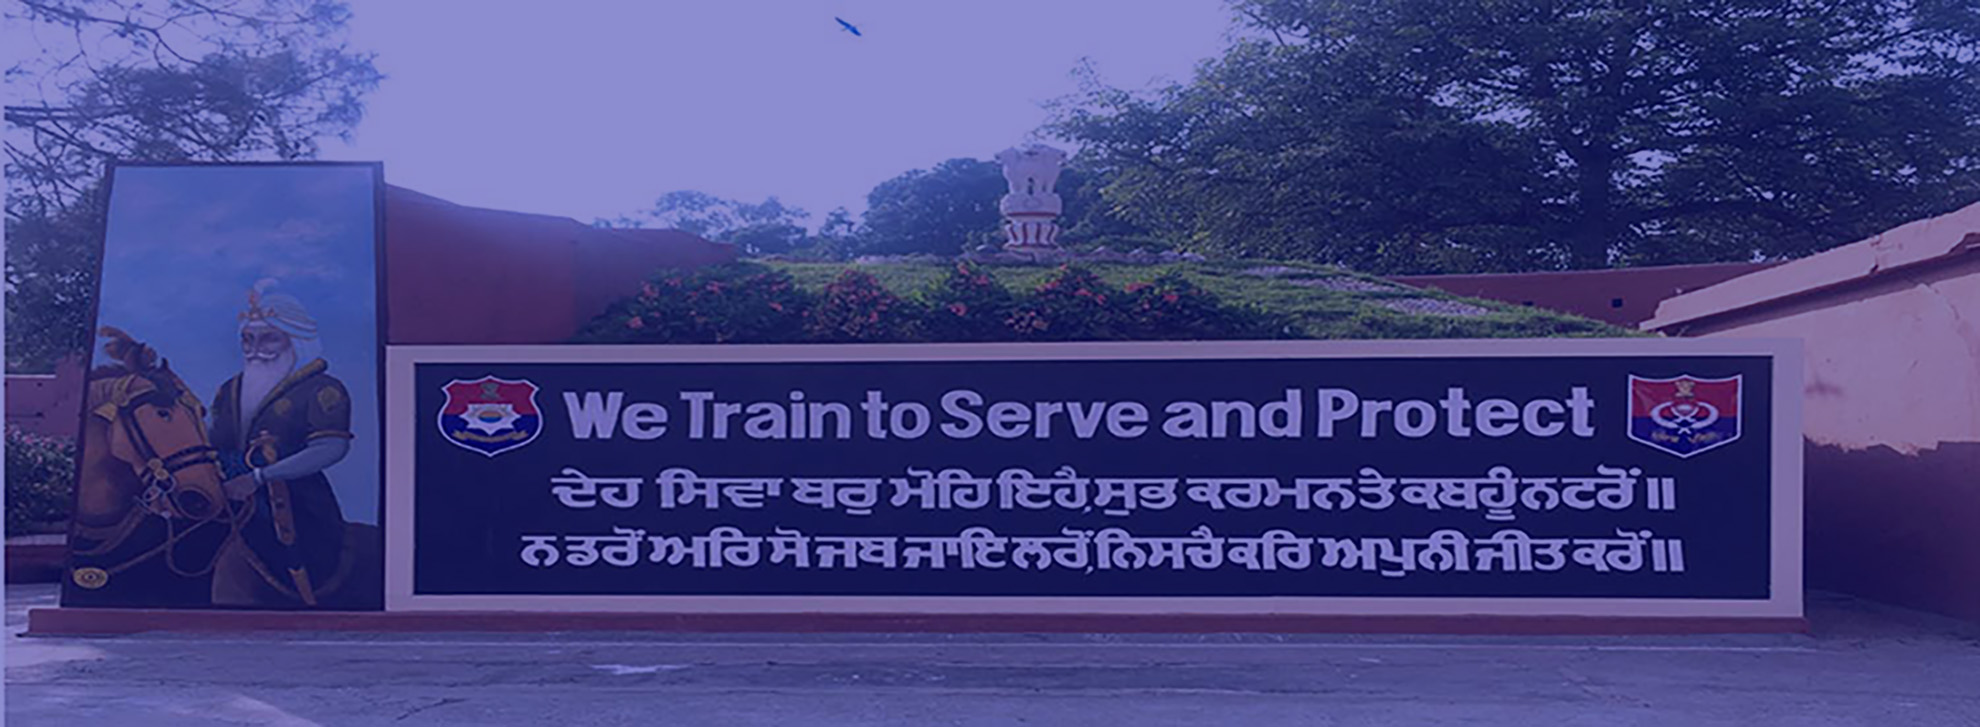 We Train to Serve and Protect
ਦੇਹ ਸਿਵਾ ਬਰੁ ਮੋਹਿ ਇਹੈ, ਸੁਭ ਕਰਮਨ ਤੇ ਕਬਹੂੰ ਨ ਟਰੋਂ ॥
ਨ ਡਰੋਂ ਅਰਿ ਸੋ ਜਬ ਜਾਇ ਲਰੋਂ, ਨਿਸਚੈ ਕਰਿ ਅਪੁਨੀ ਜੀਤ ਕਰੋਂ ॥